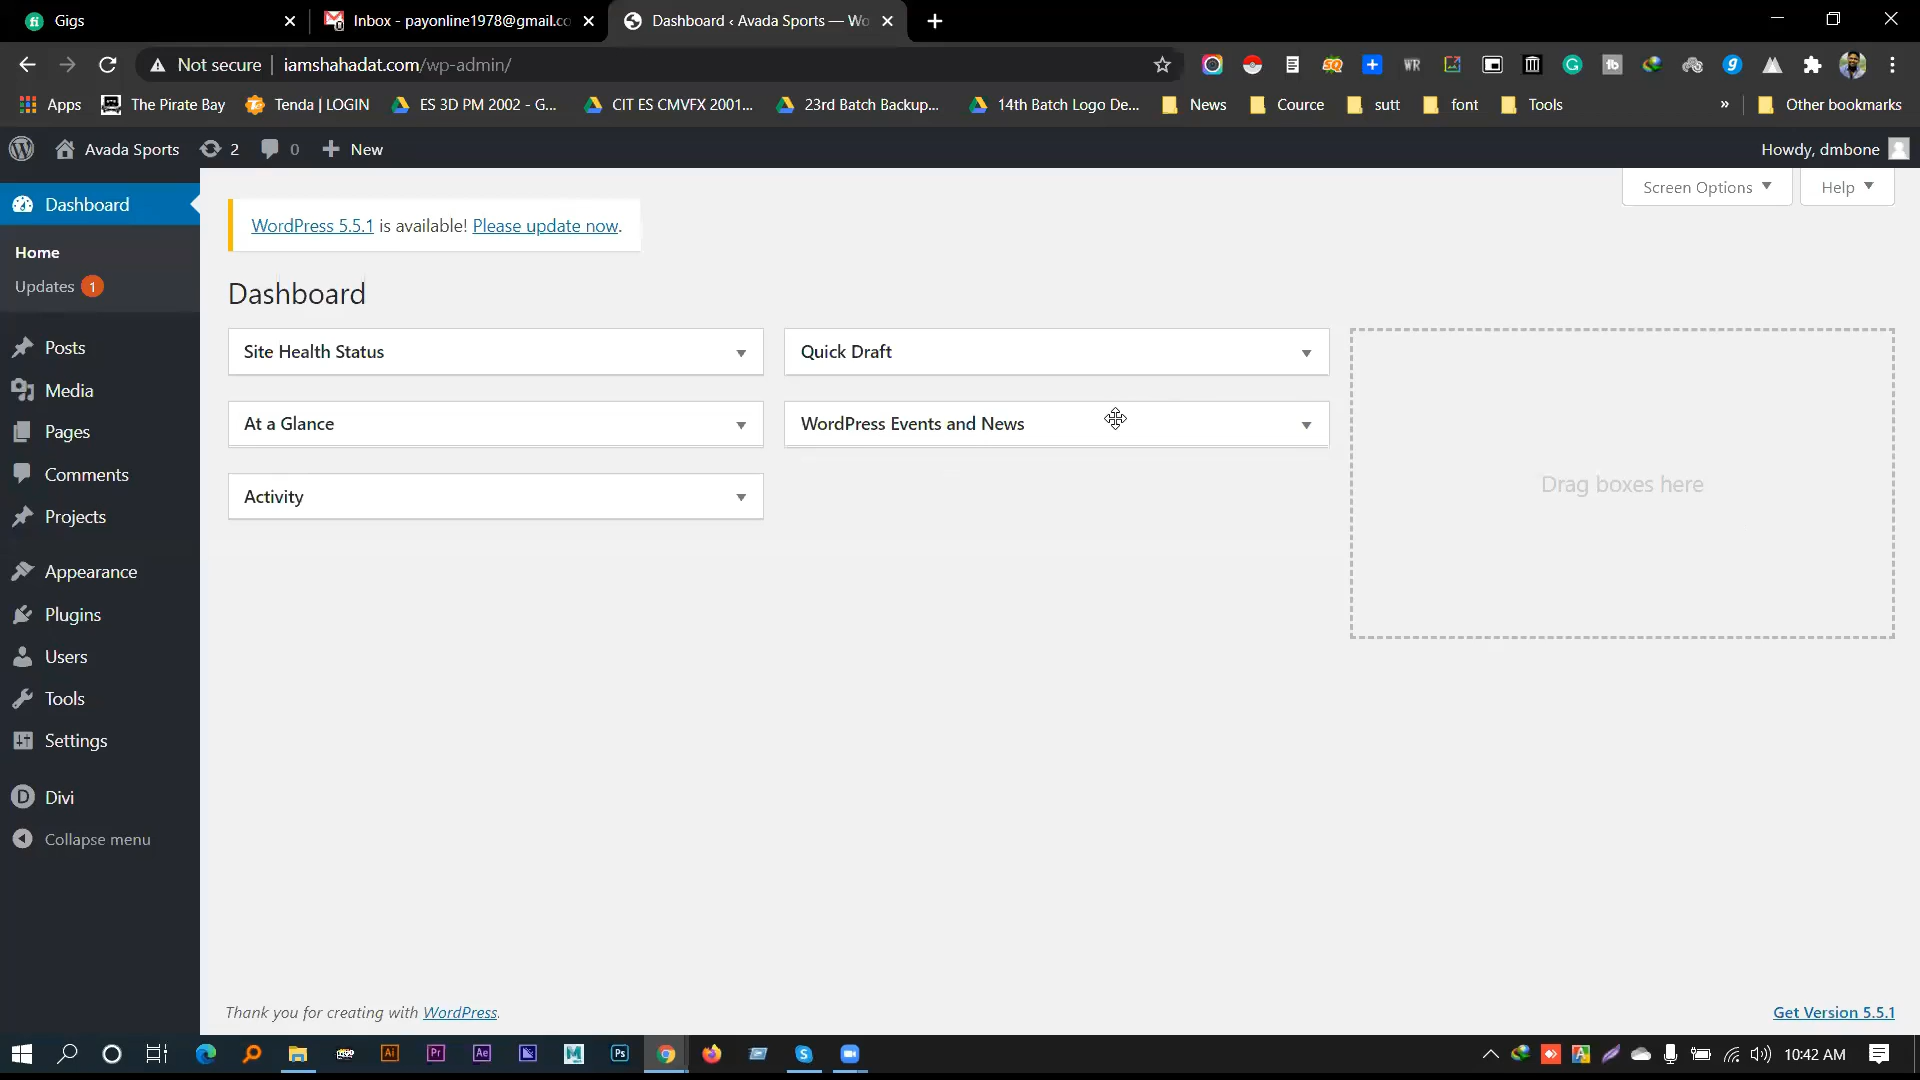 Gigs
Inbox - payonline1978@gmail.co
Dashboard ‹ Avada Sports — Wo
Not secure
iamshahadat.com/wp-admin/
Apps
The Pirate Bay
Tenda | LOGIN
ES 3D PM 2002 - G...
CIT ES CMVFX 2001...
23rd Batch Backup...
14th Batch Logo De...
News
Cource
sutt
font
Tools
»
Other bookmarks
Avada Sports
2
0
New
Howdy, dmbone
Dashboard
Home
Updates 1
Posts
Media
Pages
Comments
Projects
Appearance
Plugins
Users
Tools
Settings
Divi
Collapse menu
Screen Options
Help
WordPress 5.5.1 is available! Please update now.
Dashboard
Site Health Status
Quick Draft
At a Glance
WordPress Events and News
Activity
Drag boxes here
Thank you for creating with WordPress.
Get Version 5.5.1
Ai
Pr
Ae
Ps
10:42 AM